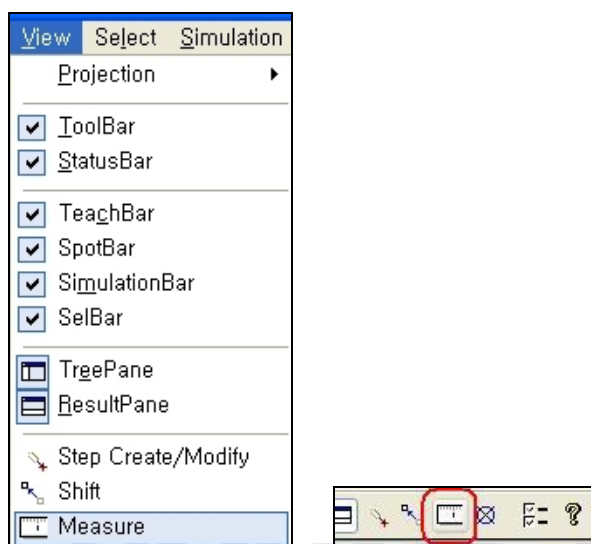 View Select Simulation
Projection
ToolBar
StatusBar
TeachBar
SpotBar
SimulationBar
SelBar
TreePane
ResultPane
Step Create/Modify
Shift
Measure